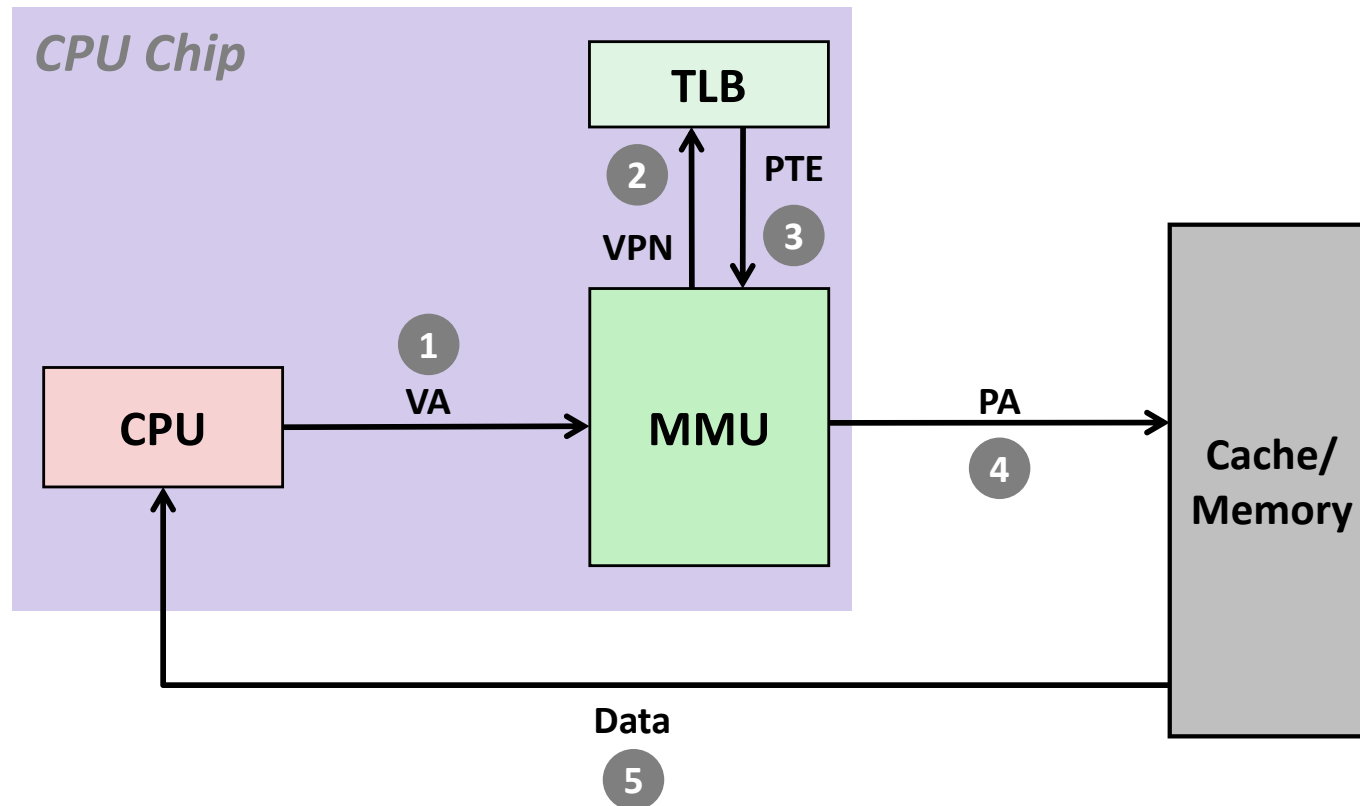 CPU Chip
TLB
2
PTE
VPN
3
1
VA
CPU
MMU
PA
4
Cache/
Memory
Data
5